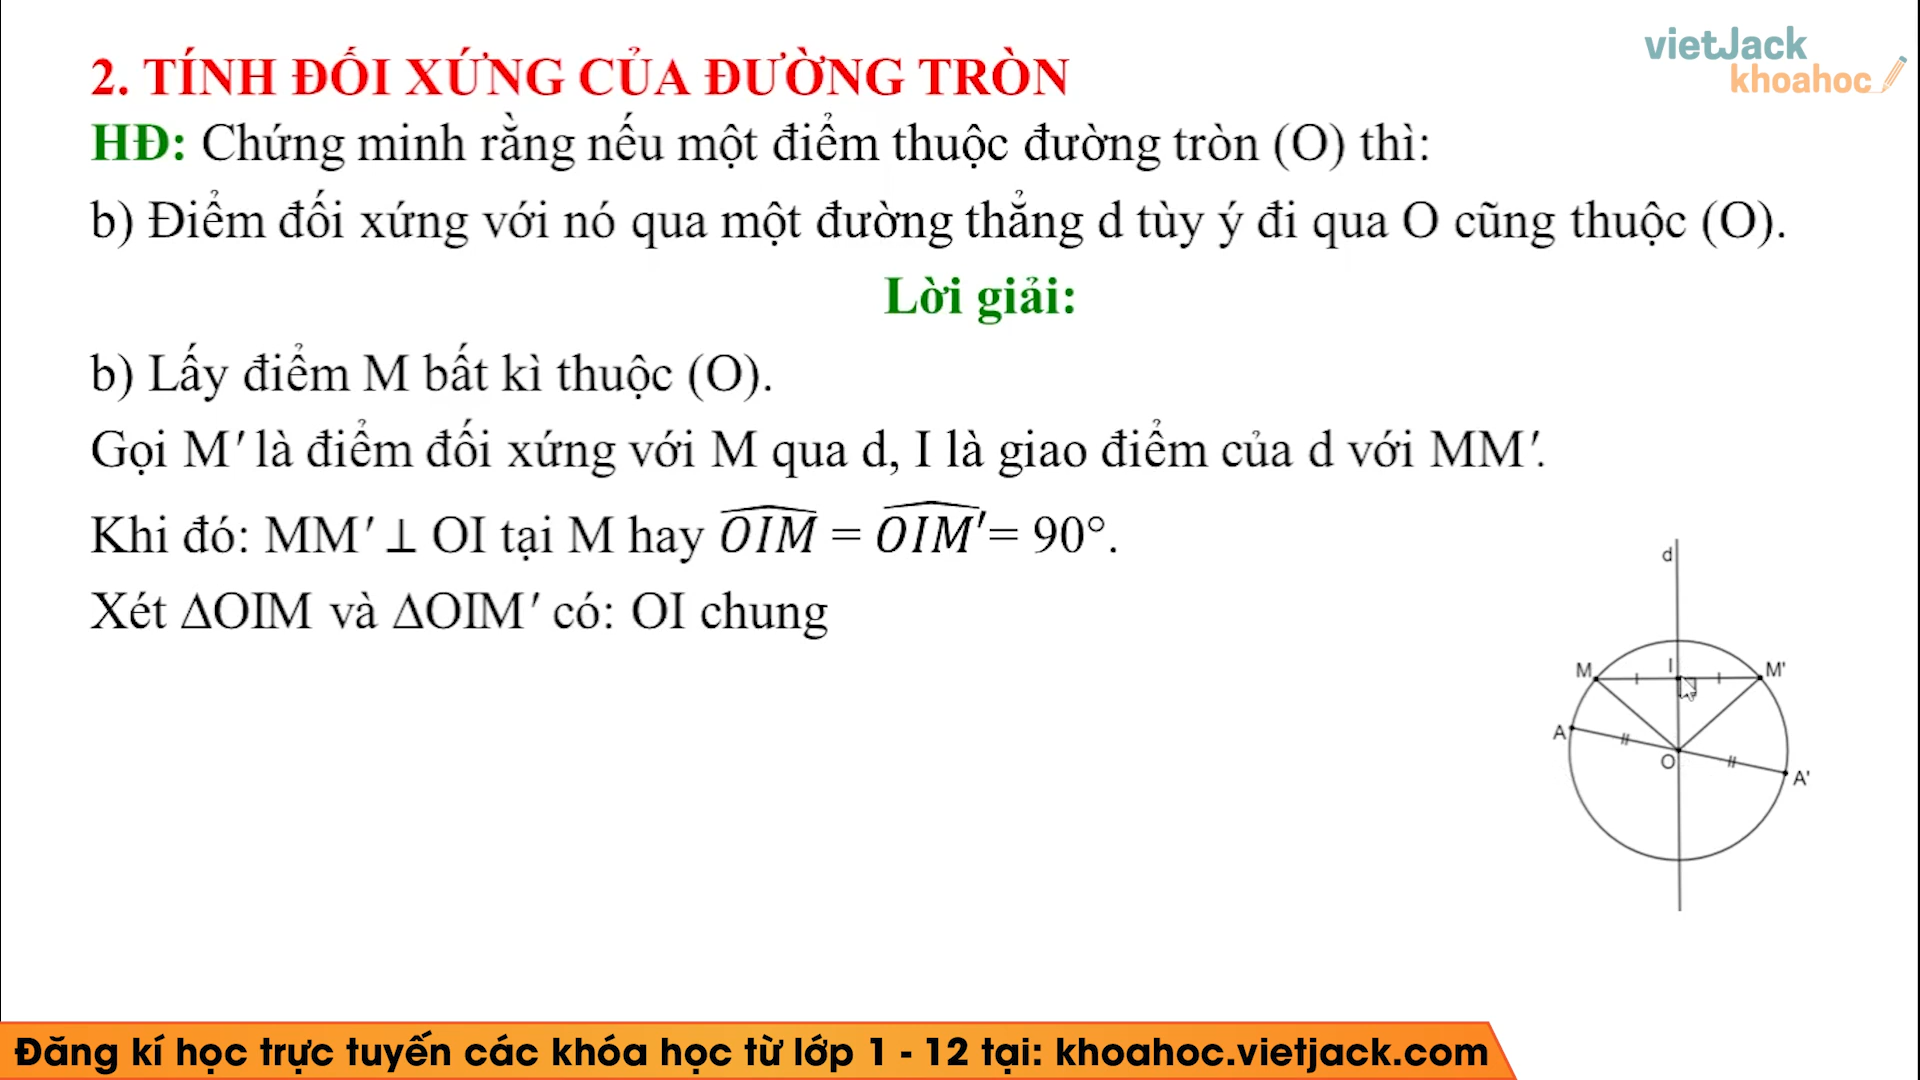 vietJack
khoahoc
2. TÍNH ĐỐI XỨNG CỦA ĐƯỜNG TRÒN
HĐ: Chứng minh rằng nếu một điểm thuộc đường tròn (O) thì:
b) Điểm đối xứng với nó qua một đường thẳng d tùy ý đi qua O cũng thuộc (O).
Lời giải:
b) Lấy điểm M bất kì thuộc (O).
Gọi M' là điểm đối xứng với M qua d, I là giao điểm của d với MM'.
Khi đó: MM' ⊥ OI tại M hay \widehat{OIM} = \widehat{OIM'} = 90°.
Xét ΔOIM và ΔOIM' có: OI chung
d
M I M'
A
O
A'
Đăng kí học trực tuyến các khóa học từ lớp 1 - 12 tại: khoahoc.vietjack.com